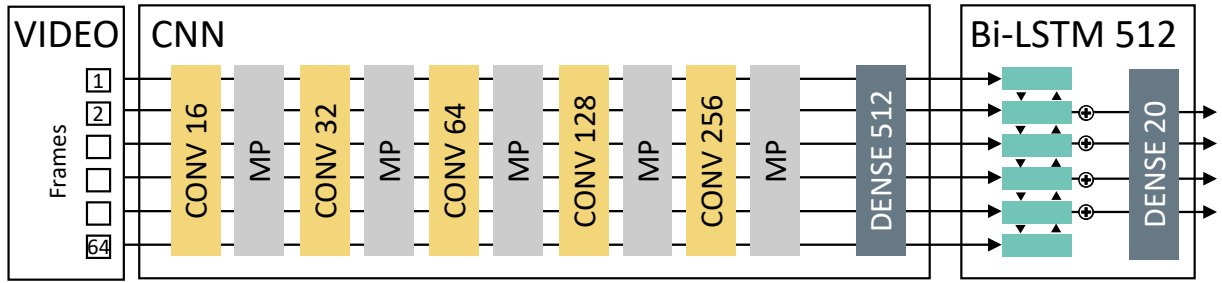 VIDEO
Frames
1
2
64
CNN
CONV 16
MP
CONV 32
MP
CONV 64
MP
CONV 128
MP
CONV 256
MP
DENSE 512
Bi-LSTM 512
DENSE 20